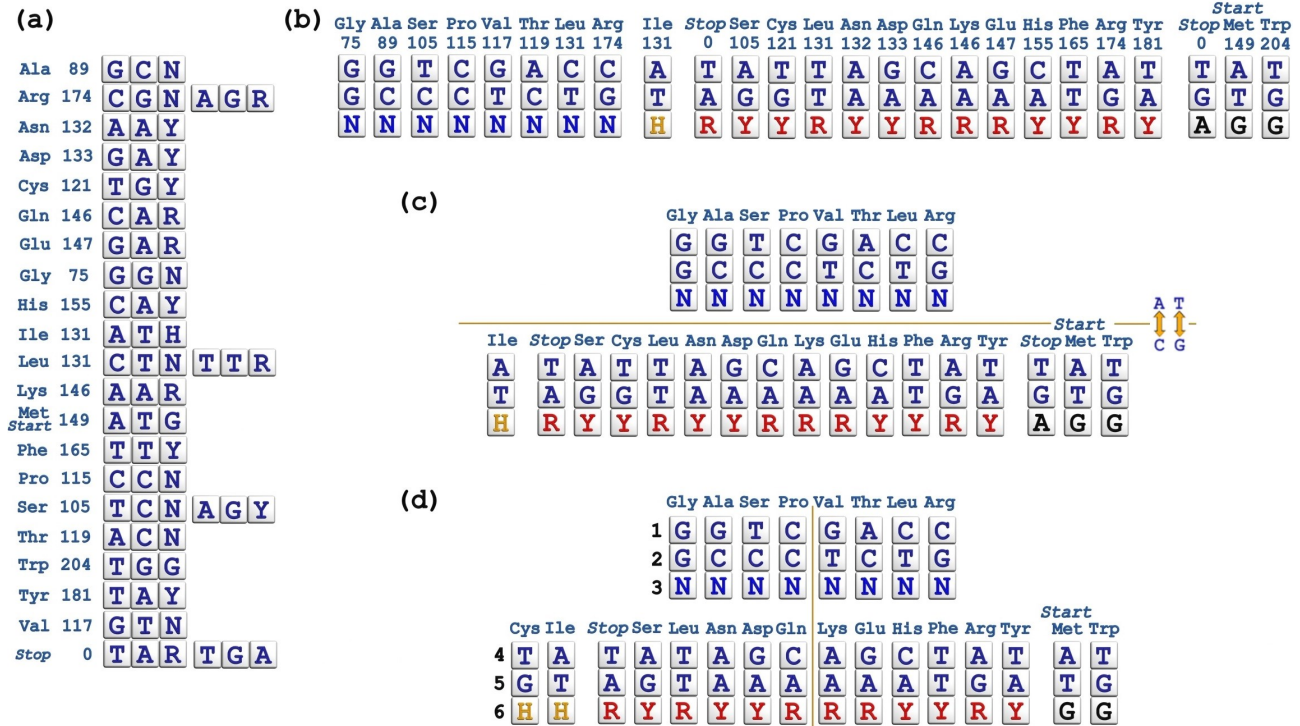 (a)
Ala 89 G C N
Arg 174 C G N A G R
Asn 132 A A Y
Asp 133 G A Y
Cys 121 T G Y
Gln 146 C A R
Glu 147 G A R
Gly 75 G G N
His 155 C A Y
Ile 131 A T H
Leu 131 C T N T T R
Lys 146 A A R
Met
Start 149 A T G
Phe 165 T T Y
Pro 115 C C N
Ser 105 T C N A G Y
Thr 119 A C N
Trp 204 T G G
Tyr 181 T A Y
Val 117 G T N
Stop 0 T A R T G A
(b)
Start
Gly Ala Ser Pro Val Thr Leu Arg Ile Stop Ser Cys Leu Asn Asp Gln Lys Glu His Phe Arg Tyr Stop Met Trp
75 89 105 115 117 119 131 174 131 0 105 121 131 132 133 146 146 147 155 165 174 181 0 149 204
G G T C G A C C A T A T T A G C A G C T A T T A T
G C C C T C T G T A G G T A A A A A A T G A G T G
N N N N N N N N H R Y Y R Y Y R R R Y Y R Y A G G
(c)
Gly Ala Ser Pro Val Thr Leu Arg
G G T C G A C C
G C C C T C T G
N N N N N N N N
A T
C G
Start
Ile Stop Ser Cys Leu Asn Asp Gln Lys Glu His Phe Arg Tyr Stop Met Trp
A T A T T A G C A G C T A T T A T
T A G G T A A A A A A T G A G T G
H R Y Y R Y Y R R R Y Y R Y A G G
(d)
Gly Ala Ser Pro Val Thr Leu Arg
1 G G T C G A C C
2 G C C C T C T G
3 N N N N N N N N
Start
Cys Ile Stop Ser Leu Asn Asp Gln Lys Glu His Phe Arg Tyr Met Trp
4 T A T A T A G C A G C T A T A T
5 G T A G T A A A A A A T G A T G
6 H H R Y R Y Y R R R Y Y R Y G G